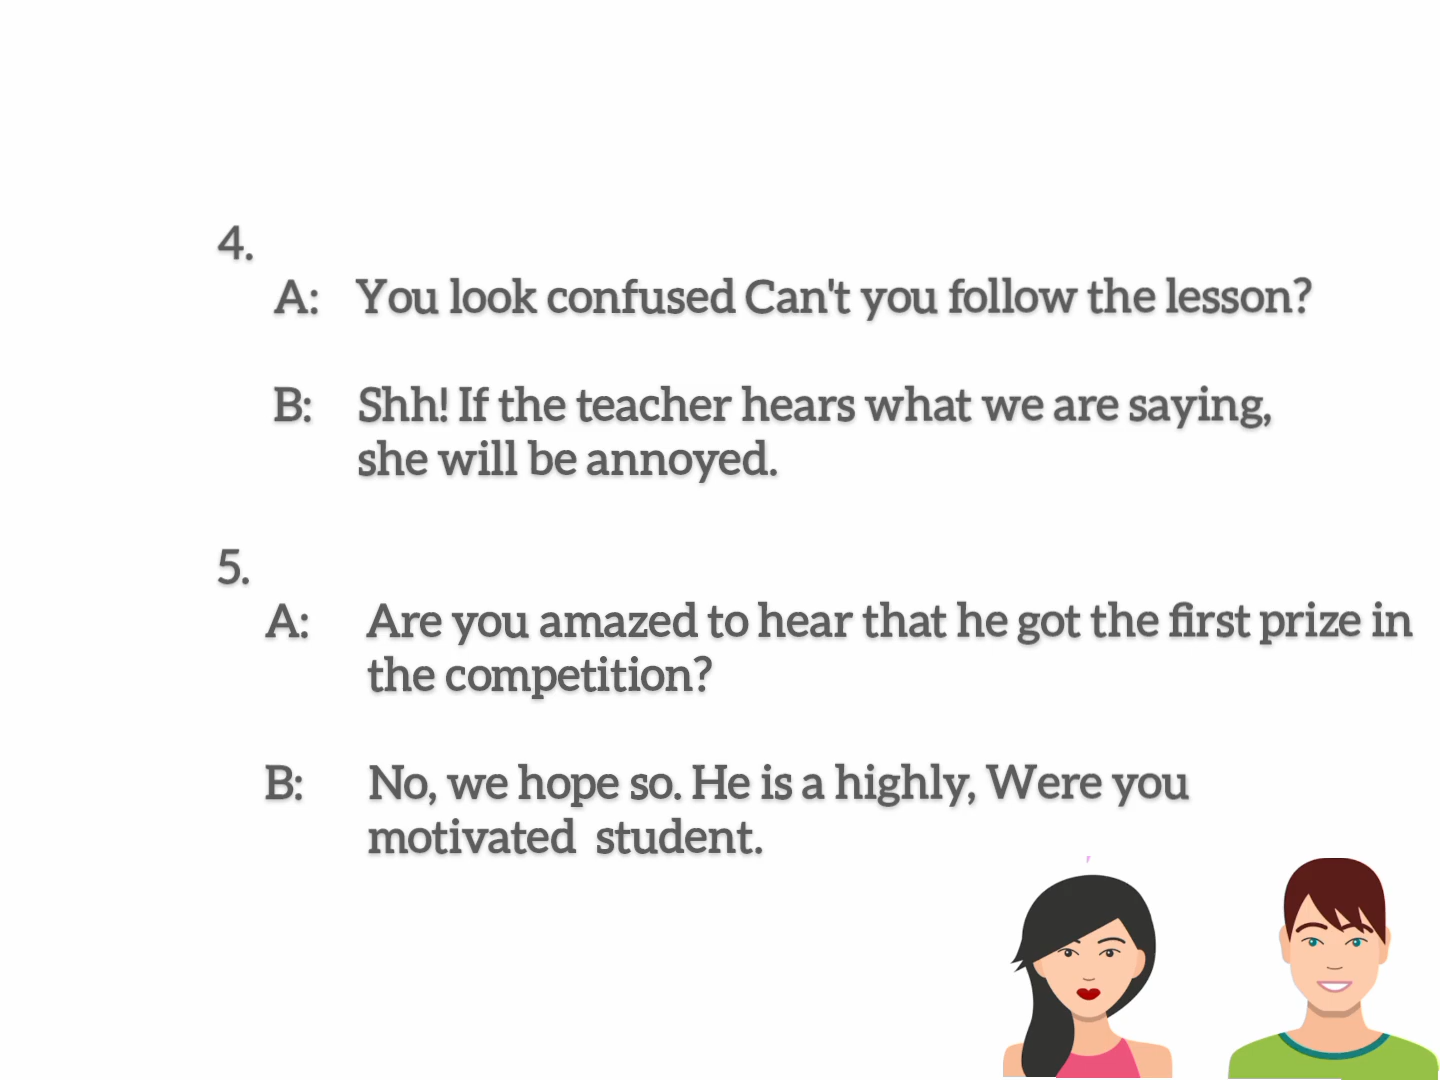 4.
A: You look confused Can't you follow the lesson?
B: Shh! If the teacher hears what we are saying,
she will be annoyed.
5.
A: Are you amazed to hear that he got the first prize in
the competition?
B: No, we hope so. He is a highly, Were you
motivated student.